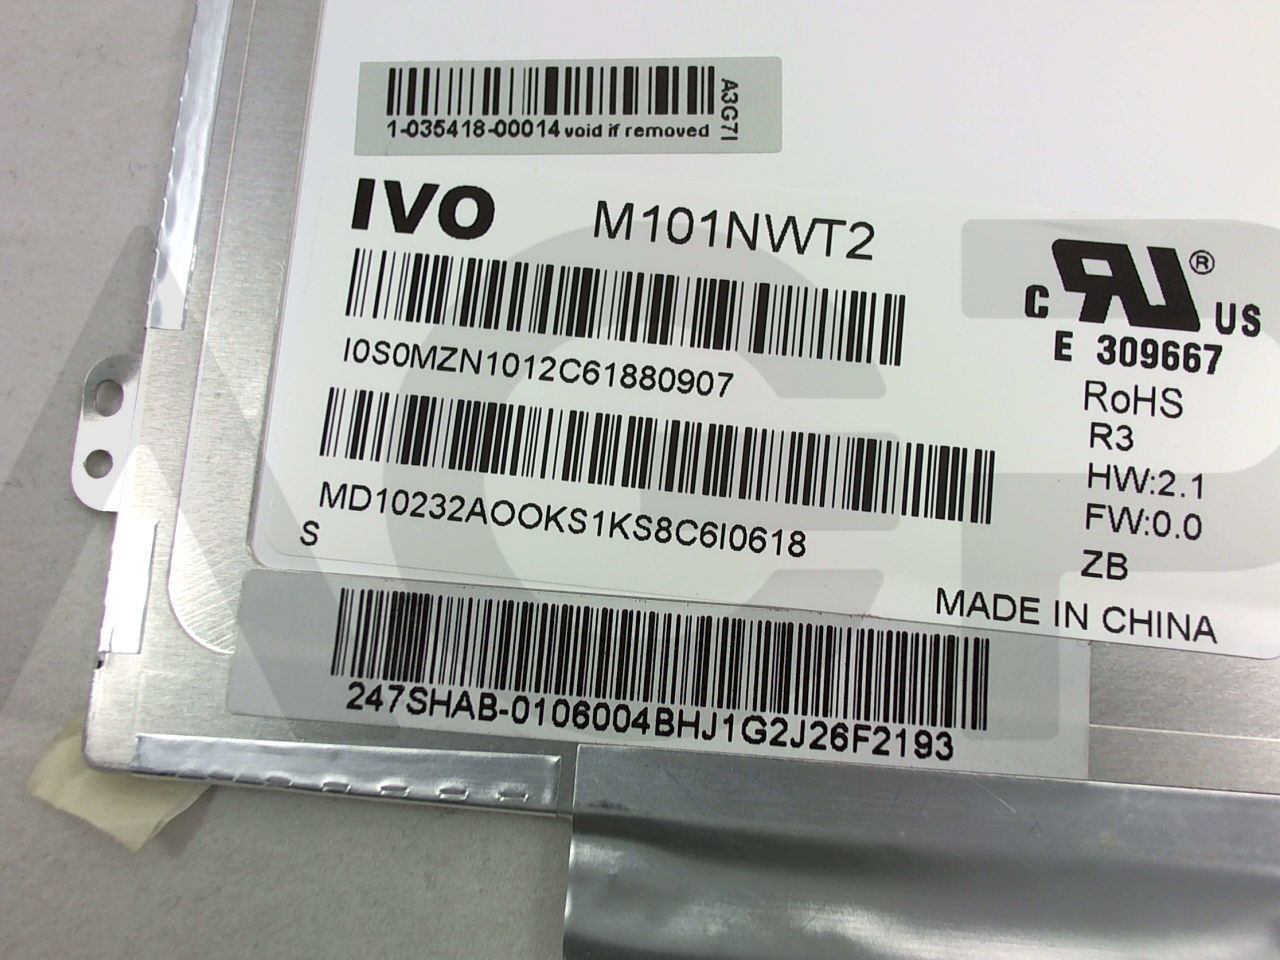 1-035418-00014 void if removed
A3G7I
IVO M101NWT2
I0S0MZN1012C61880907
MD10232AOOKS1KS8C6I0618
S
C US ®
E 309667
RoHS
R3
HW:2.1
FW:0.0
ZB
MADE IN CHINA
247SHAB-0106004BHJ1G2J26F2193
ACP